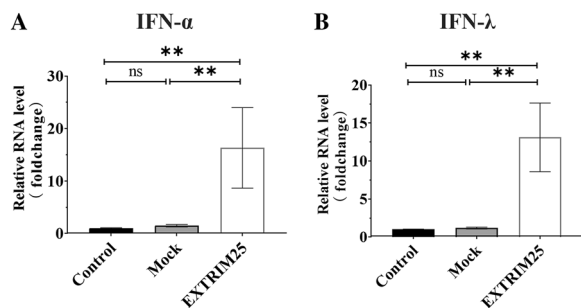 A
IFN-α
**
ns
**
Relative RNA level
( foldchange)
30
20
10
0
Control
Mock
EXTRIM25
B
IFN-λ
**
ns
**
Relative RNA level
( foldchange)
20
15
10
5
0
Control
Mock
EXTRIM25